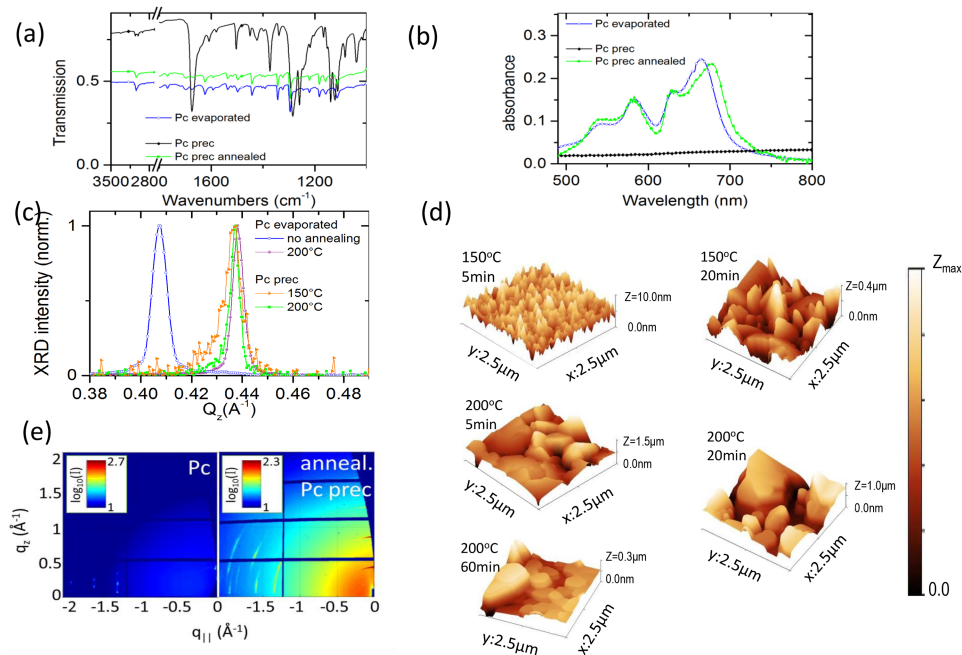 (a)
Transmission
0.5
0.0
Pc evaporated
Pc prec
Pc prec annealed
3500 2800 1600 1400 1200
Wavenumbers (cm-1)
(b)
absorbance
0.3
0.2
0.1
0.0
Pc evaporated
Pc prec
Pc prec annealed
500 600 700 800
Wavelength (nm)
(c)
XRD intensity (norm.)
1
0
Pc evaporated
no annealing
200°C
Pc prec
150°C
200°C
0.38 0.40 0.42 0.44 0.46 0.48
Qz(A-1)
(d)
150°C
5min
Z=10.0nm
0.0nm
y:2.5µm
x:2.5µm
150°C
20min
Z=0.4µm
0.0nm
y:2.5µm
x:2.5µm
200°C
5min
Z=1.5µm
0.0nm
y:2.5µm
x:2.5µm
200°C
20min
Z=1.0µm
0.0nm
y:2.5µm
x:2.5µm
200°C
60min
Z=0.3µm
0.0nm
y:2.5µm
x:2.5µm
Zmax
0.0
(e)
qz (Å-1)
2
1.5
1
0.5
0
log10(I)
2.7
1
Pc
log10(I)
2.3
1
anneal.
Pc prec
-2 -1.5 -1 -0.5 0
-1.5 -1 -0.5 0
q|| (Å-1)